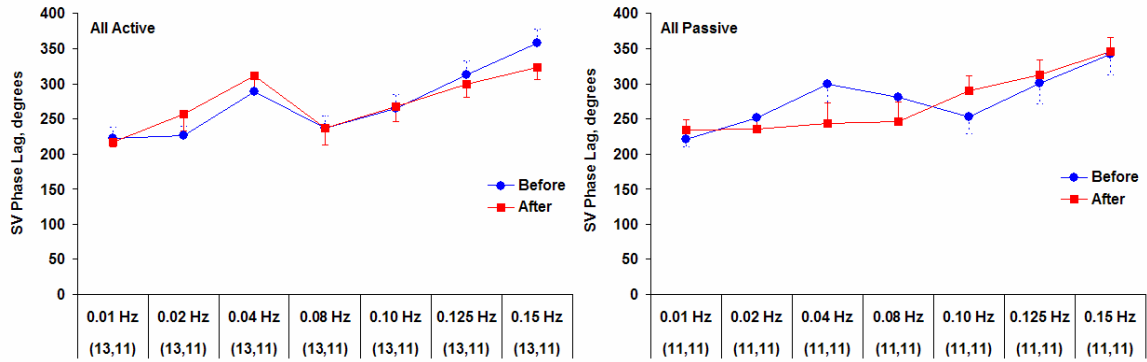 All Active
SV Phase Lag, degrees
400
350
300
250
200
150
100
50
0
Before
After
0.01 Hz 0.02 Hz 0.04 Hz 0.08 Hz 0.10 Hz 0.125 Hz 0.15 Hz
(13,11) (13,11) (13,11) (13,11) (13,11) (13,11) (13,11)
All Passive
SV Phase Lag, degrees
400
350
300
250
200
150
100
50
0
Before
After
0.01 Hz 0.02 Hz 0.04 Hz 0.08 Hz 0.10 Hz 0.125 Hz 0.15 Hz
(11,11) (11,11) (11,11) (11,11) (11,11) (11,11) (11,11)